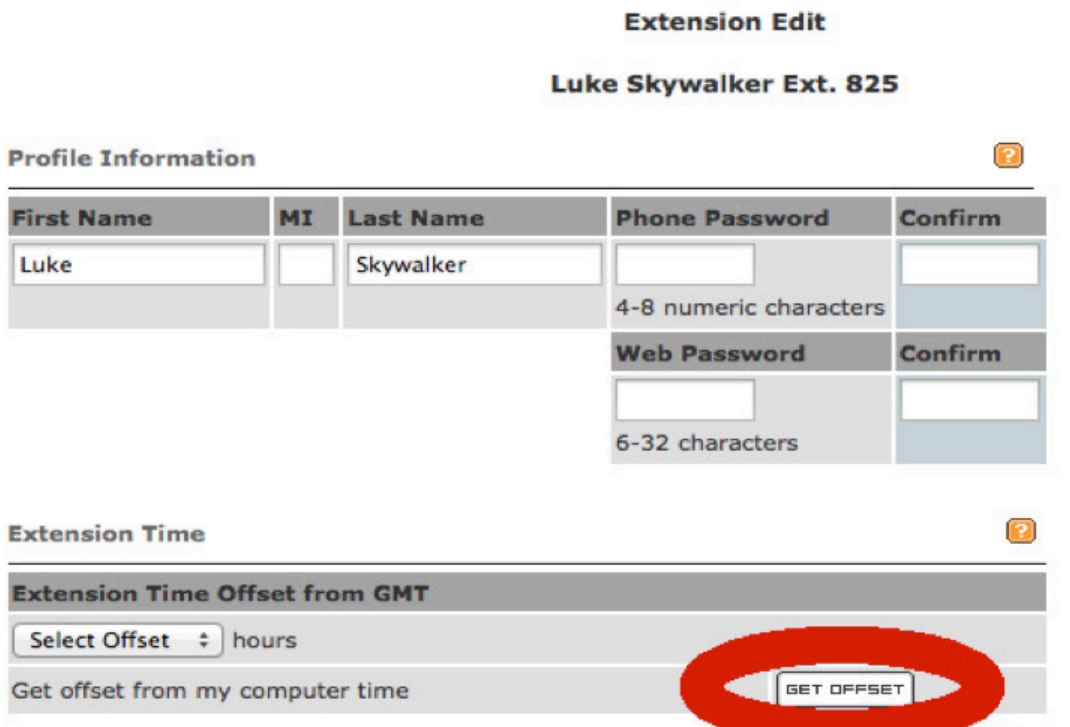 Extension Edit
Luke Skywalker Ext. 825
Profile Information ?
First Name MI Last Name Phone Password Confirm
Luke Skywalker
4-8 numeric characters
Web Password Confirm
6-32 characters
Extension Time ?
Extension Time Offset from GMT
Select Offset hours
Get offset from my computer time GET OFFSET